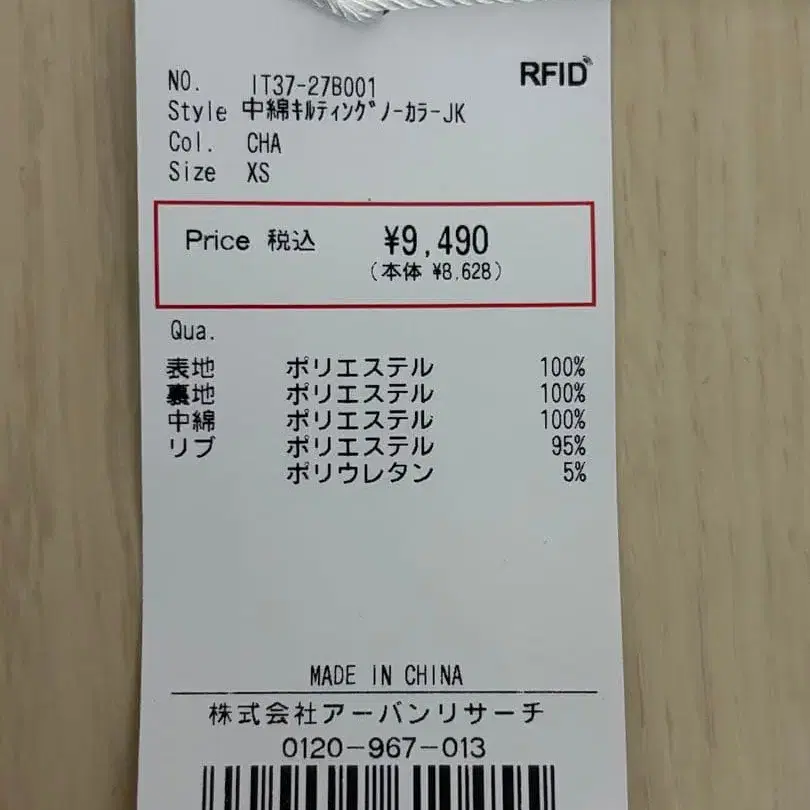 RFID
NO. IT37-27B001
Style 中綿ｷﾙﾃｨﾝｸﾞﾉｰｶﾗｰJK
Col. CHA
Size XS
Price 税込 ¥9,490
(本体 ¥8,628)
Qua.
表地 ポリエステル 100%
裏地 ポリエステル 100%
中綿 ポリエステル 100%
リブ ポリエステル 95%
ポリウレタン 5%
MADE IN CHINA
株式会社アーバンリサーチ
0120-967-013